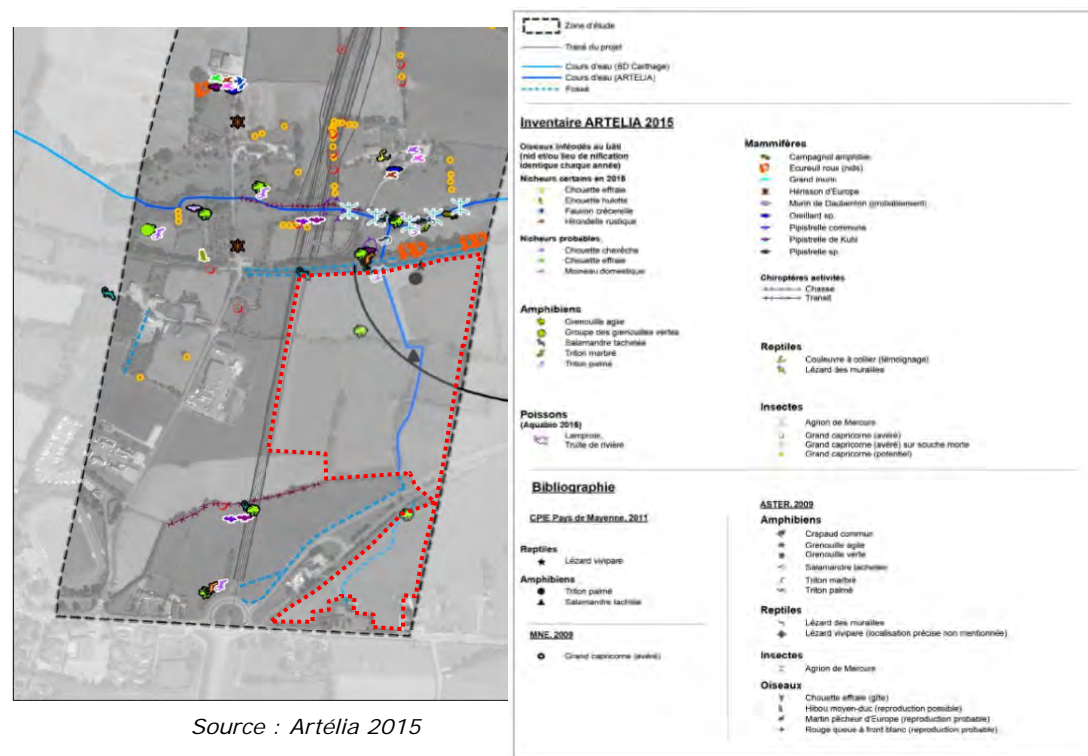 Source : Artélia 2015
Zone d'étude
Tracé du projet
Cours d'eau (BD Carthage)
Cours d'eau (ARTELIA)
Fossé
Inventaire ARTELIA 2015
Oiseaux inféodés au bâti
(nid et/ou lieu de nification
identique chaque année)
Nicheurs certains en 2015
Chouette effraie
Chouette hulotte
Faucon crécerelle
Hirondelle rustique
Nicheurs probables
Chouette chevêche
Chouette effraie
Moineau domestique
Amphibiens
Grenouille agile
Groupe des grenouilles vertes
Salamandre tachetée
Triton marbré
Triton palmé
Poissons
(Aquabio 2015)
Lamproie,
Truite de rivière
Mammifères
Campagnol amphibie
Ecureuil roux (nids)
Grand murin
Hérisson d'Europe
Murin de Daubenton (probablement)
Oreillard sp.
Pipistrelle commune
Pipistrelle de Kuhl
Pipistrelle sp.
Chiroptères activités
Chasse
Transit
Reptiles
Couleuvre à collier (témoignage)
Lézard des murailles
Insectes
Agrion de Mercure
Grand capricorne (avéré)
Grand capricorne (avéré) sur souche morte
Grand capricorne (potentiel)
Bibliographie
CPIE Pays de Mayenne, 2011
Reptiles
Lézard vivipare
Amphibiens
Triton palmé
Salamandre tachetée
MNE, 2009
Grand capricorne (avéré)
ASTER, 2009
Amphibiens
Crapaud commun
Grenouille agile
Grenouille verte
Salamandre tachetée
Triton marbré
Triton palmé
Reptiles
Lézard des murailles
Lézard vivipare (localisation précise non mentionnée)
Insectes
Agrion de Mercure
Oiseaux
Chouette effraie (gîte)
Hibou moyen-duc (reproduction possible)
Martin pêcheur d'Europe (reproduction probable)
Rouge queue à front blanc (reproduction probable)